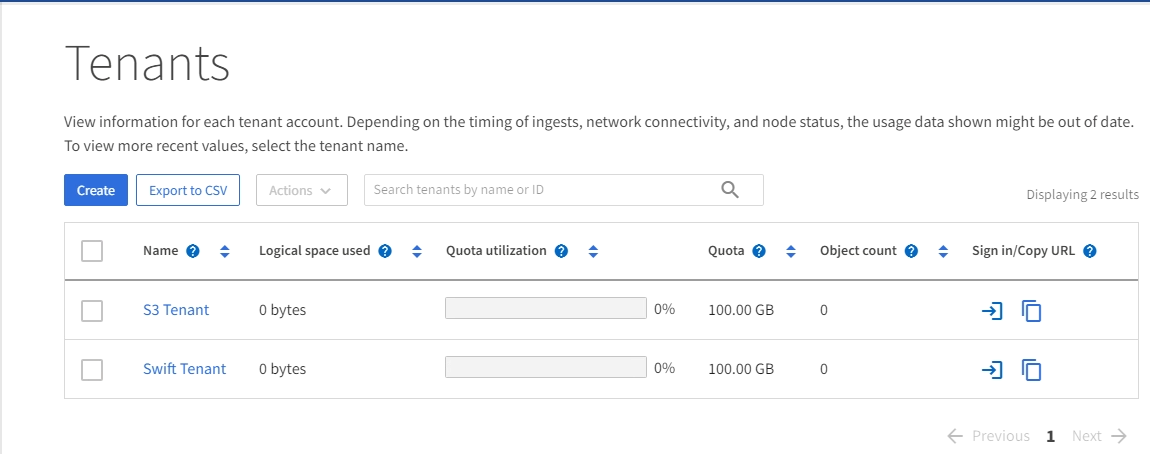 Tenants
View information for each tenant account. Depending on the timing of ingests, network connectivity, and node status, the usage data shown might be out of date.
To view more recent values, select the tenant name.
Create Export to CSV Actions Search tenants by name or ID Displaying 2 results
Name Logical space used Quota utilization Quota Object count Sign in/Copy URL
S3 Tenant 0 bytes 0% 100.00 GB 0
Swift Tenant 0 bytes 0% 100.00 GB 0
Previous 1 Next